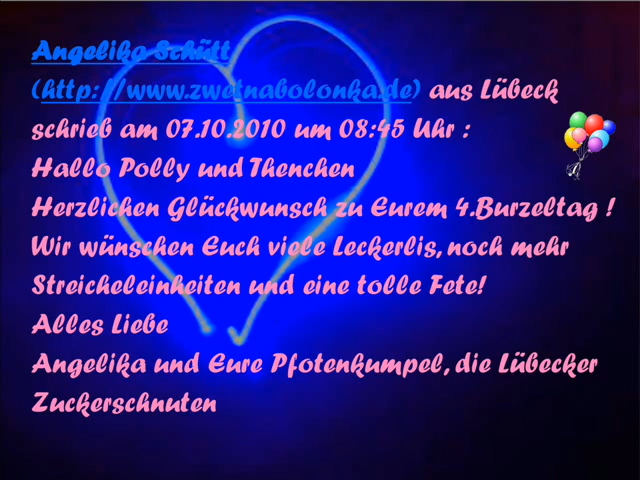 Angelika Schütt
(http://www.zwetnabolonka.de) aus Lübeck
schrieb am 07.10.2010 um 08:45 Uhr :
Hallo Polly und Thenchen
Herzlichen Glückwunsch zu Eurem 4.Burzeltag !
Wir wünschen Euch viele Leckerlis, noch mehr
Streicheleinheiten und eine tolle Fete!
Alles Liebe
Angelika und Eure Pfotenkumpel, die Lübecker
Zuckerschnuten